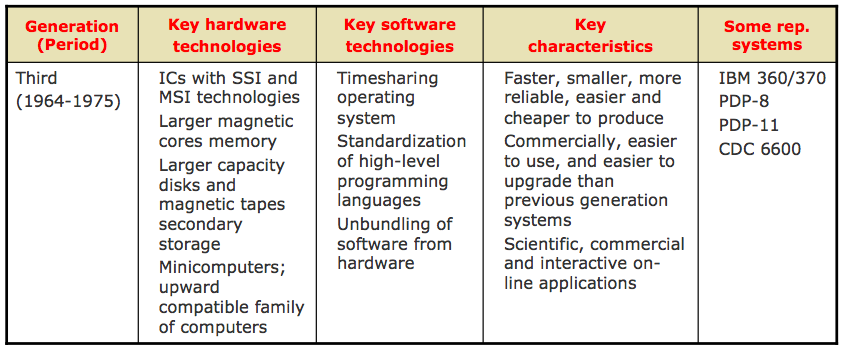 Generation
(Period)
Key hardware
technologies
Key software
technologies
Key
characteristics
Some rep.
systems
Third
(1964-1975)
ICs with SSI and
MSI technologies
Larger magnetic
cores memory
Larger capacity
disks and
magnetic tapes
secondary
storage
Minicomputers;
upward
compatible family
of computers
Timesharing
operating
system
Standardization
of high-level
programming
languages
Unbundling of
software from
hardware
Faster, smaller, more
reliable, easier and
cheaper to produce
Commercially, easier
to use, and easier to
upgrade than
previous generation
systems
Scientific, commercial
and interactive on-
line applications
IBM 360/370
PDP-8
PDP-11
CDC 6600